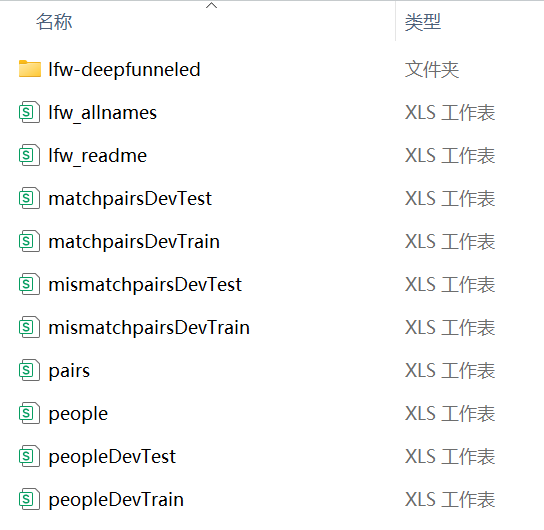 名称 类型
lfw-deepfunneled 文件夹
lfw_allnames XLS 工作表
lfw_readme XLS 工作表
matchpairsDevTest XLS 工作表
matchpairsDevTrain XLS 工作表
mismatchpairsDevTest XLS 工作表
mismatchpairsDevTrain XLS 工作表
pairs XLS 工作表
people XLS 工作表
peopleDevTest XLS 工作表
peopleDevTrain XLS 工作表